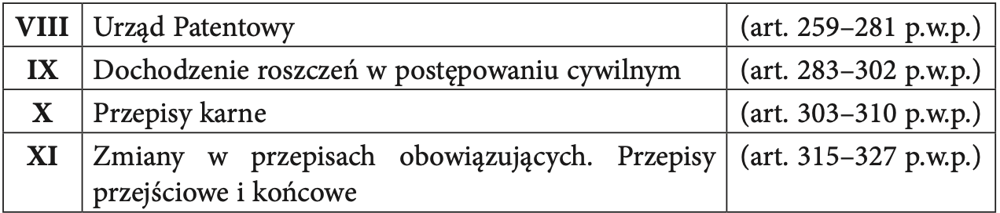 VIII Urząd Patentowy (art. 259–281 p.w.p.)
IX Dochodzenie roszczeń w postępowaniu cywilnym (art. 283–302 p.w.p.)
X Przepisy karne (art. 303–310 p.w.p.)
XI Zmiany w przepisach obowiązujących. Przepisy (art. 315–327 p.w.p.)
przejściowe i końcowe